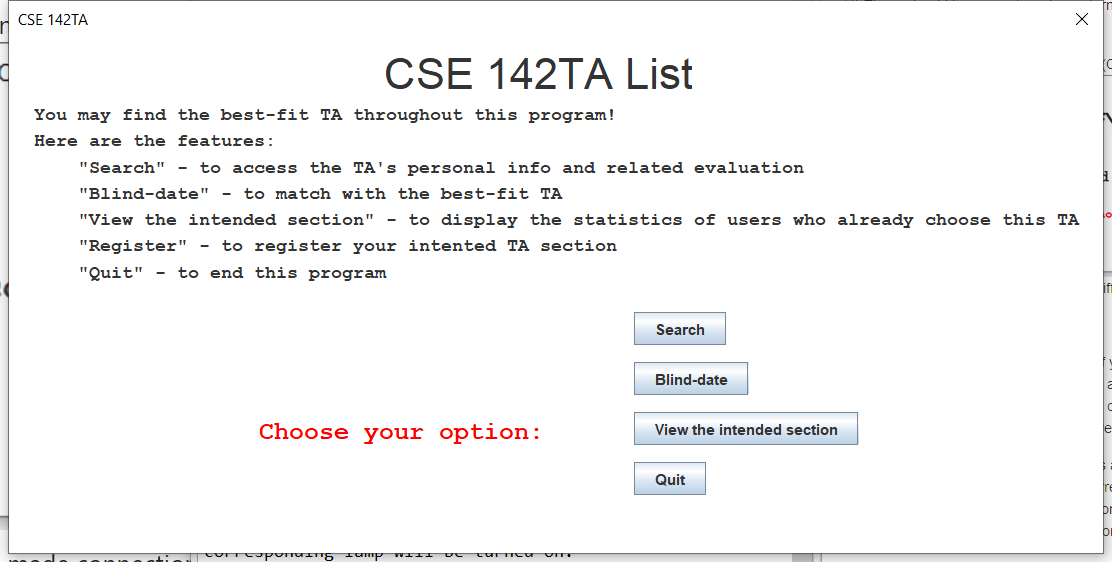 CSE 142TA
CSE 142TA List
You may find the best-fit TA throughout this program!
Here are the features:
"Search" - to access the TA's personal info and related evaluation
"Blind-date" - to match with the best-fit TA
"View the intended section" - to display the statistics of users who already choose this TA
"Register" - to register your intented TA section
"Quit" - to end this program
Search
Blind-date
Choose your option:
View the intended section
Quit
corresponding lamp will be turned on.
made connection